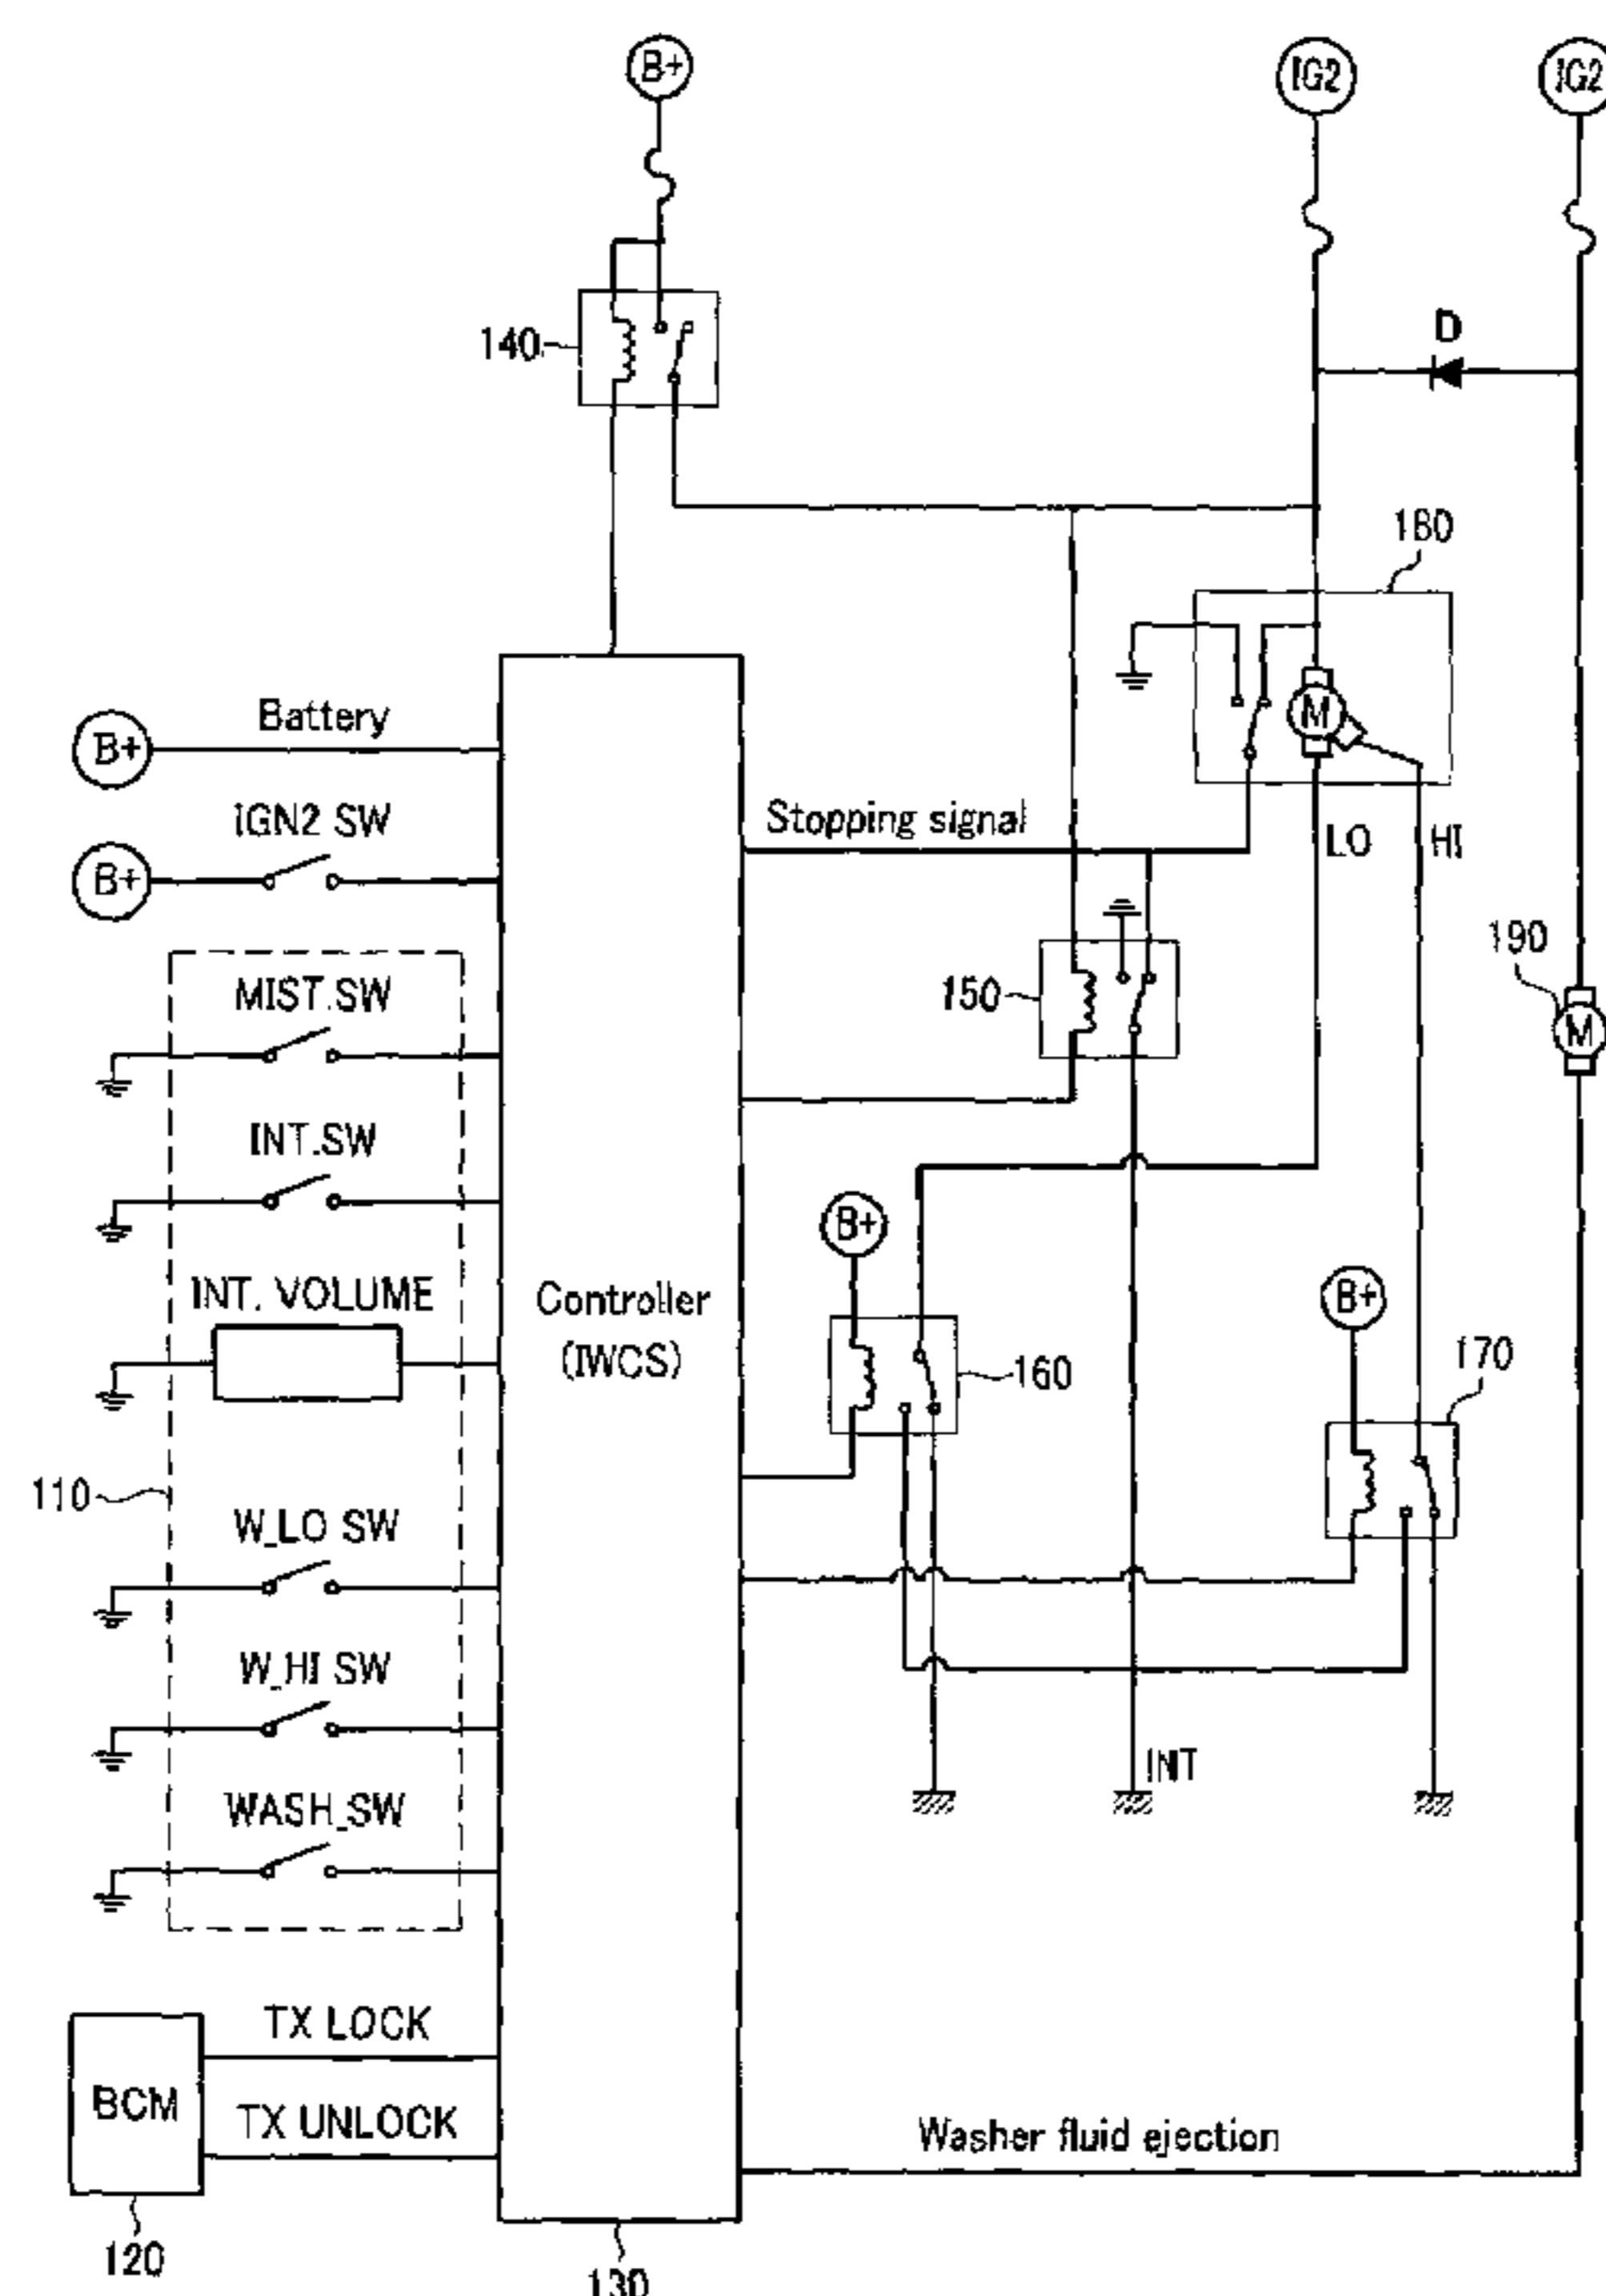 B+
IG2
IG2
D
140
180
Battery
B+
IGN2 SW
B+
Stopping signal
LO
HI
190
M
MIST.SW
150
M
INT.SW
B+
INT. VOLUME
Controller
(IWCS)
B+
160
170
110
W_LO SW
W_HI SW
INT
WASH_SW
TX LOCK
BCM
TX UNLOCK
Washer fluid ejection
120
130